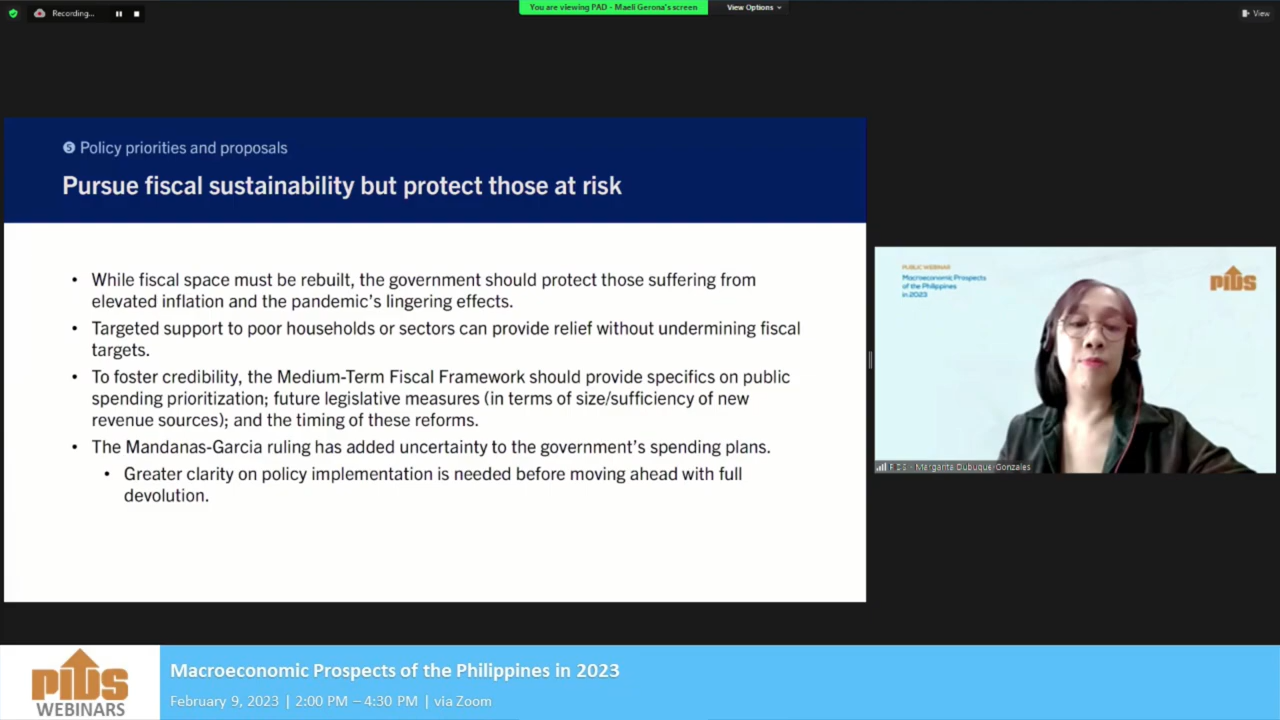 Recording...
You are viewing PAD - Maeli Gerona's screen
View Options
View
❺ Policy priorities and proposals
Pursue fiscal sustainability but protect those at risk
• While fiscal space must be rebuilt, the government should protect those suffering from
elevated inflation and the pandemic's lingering effects.
• Targeted support to poor households or sectors can provide relief without undermining fiscal
targets.
• To foster credibility, the Medium-Term Fiscal Framework should provide specifics on public
spending prioritization; future legislative measures (in terms of size/sufficiency of new
revenue sources); and the timing of these reforms.
• The Mandanas-Garcia ruling has added uncertainty to the government's spending plans.
• Greater clarity on policy implementation is needed before moving ahead with full
devolution.
PUBLIC WEBINAR
Macroeconomic Prospects
of the Philippines
in 2023
PIDS
PIDS - Margarita Dubuque-Gonzales
PIDS
WEBINARS
Macroeconomic Prospects of the Philippines in 2023
February 9, 2023 | 2:00 PM – 4:30 PM | via Zoom